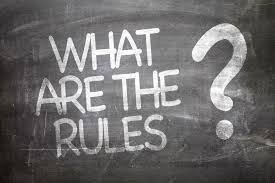 WHAT
ARE THE
RULES ?